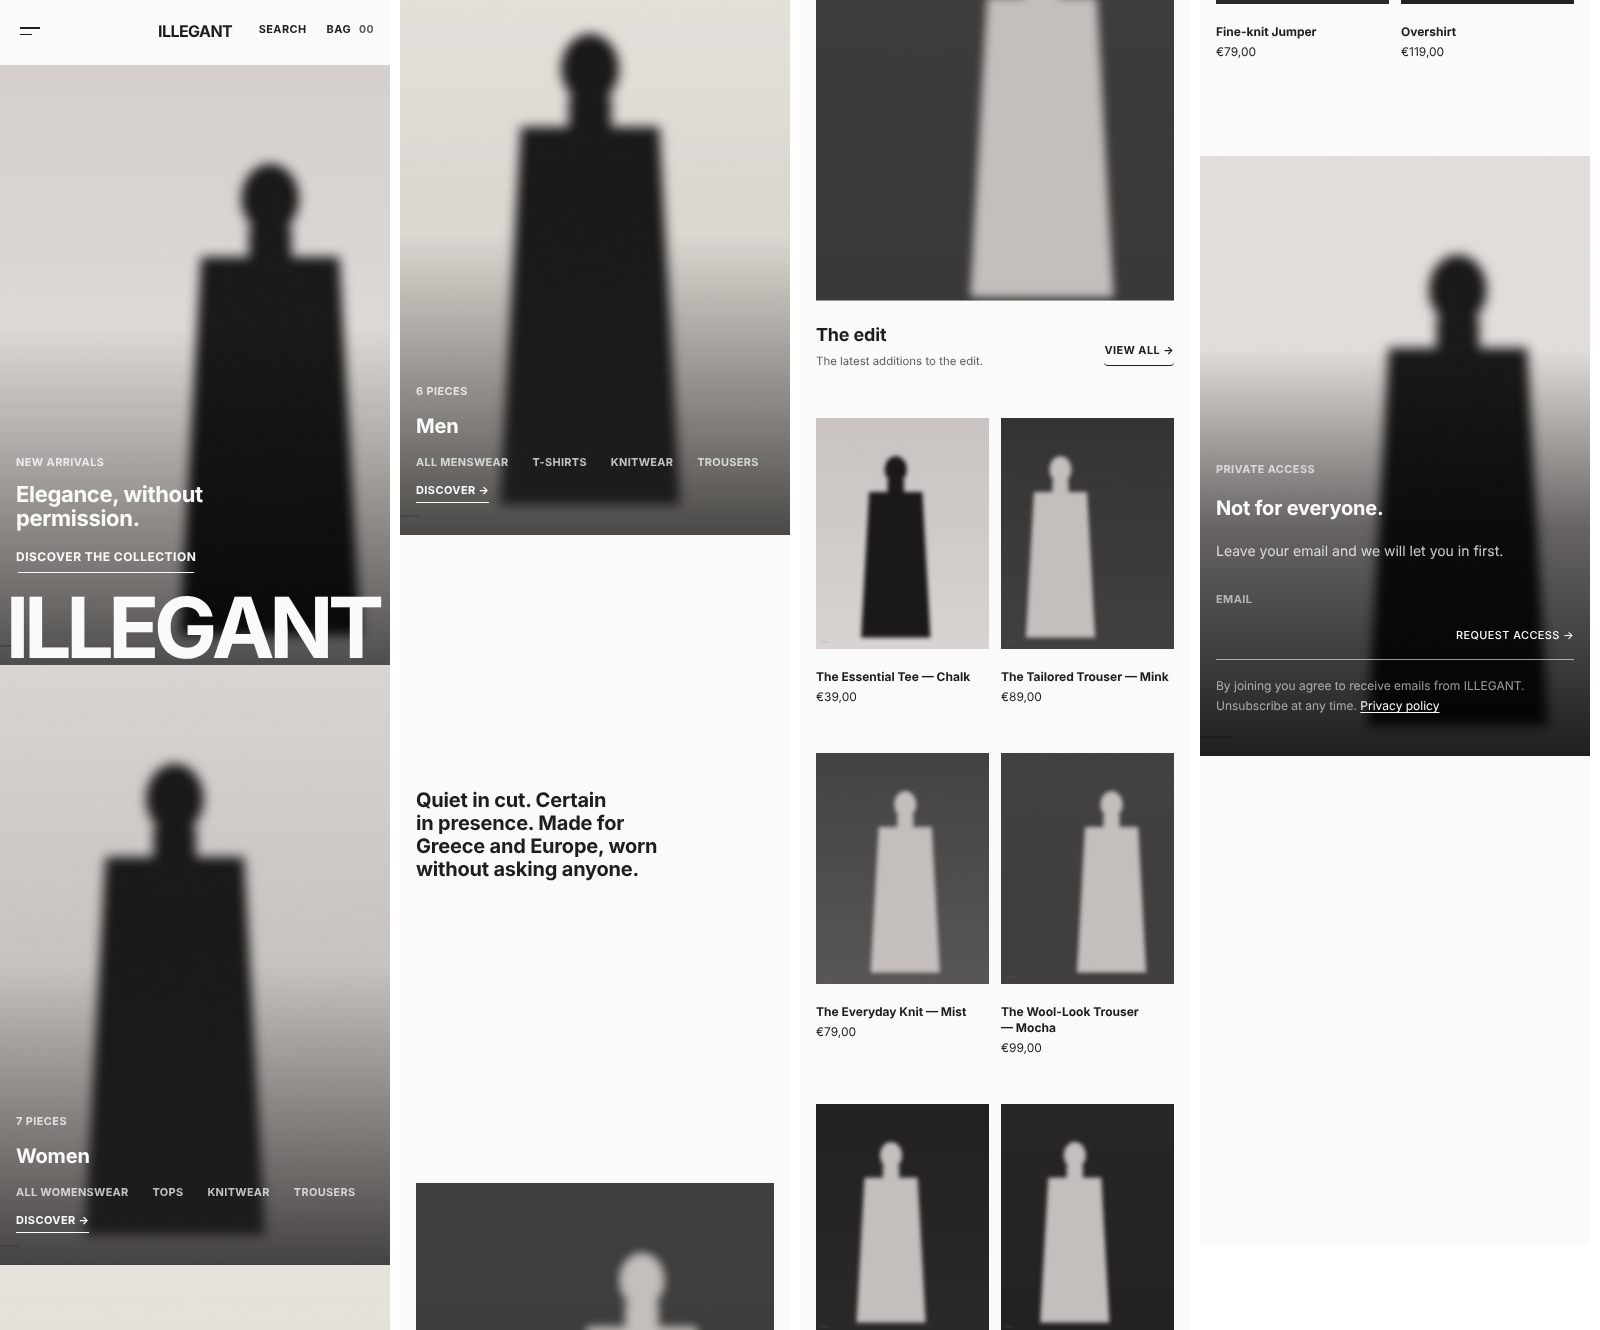 ILLEGANT
SEARCH
BAG 00
NEW ARRIVALS
Elegance, without
permission.
DISCOVER THE COLLECTION
ILLEGANT
7 PIECES
Women
ALL WOMENSWEAR TOPS KNITWEAR TROUSERS
DISCOVER →
6 PIECES
Men
ALL MENSWEAR T-SHIRTS KNITWEAR TROUSERS
DISCOVER →
Quiet in cut. Certain
in presence. Made for
Greece and Europe, worn
without asking anyone.
The edit
The latest additions to the edit.
VIEW ALL →
The Essential Tee — Chalk
€39,00
The Tailored Trouser — Mink
€89,00
The Everyday Knit — Mist
€79,00
The Wool-Look Trouser
— Mocha
€99,00
Fine-knit Jumper
€79,00
Overshirt
€119,00
PRIVATE ACCESS
Not for everyone.
Leave your email and we will let you in first.
EMAIL
REQUEST ACCESS →
By joining you agree to receive emails from ILLEGANT.
Unsubscribe at any time. Privacy policy